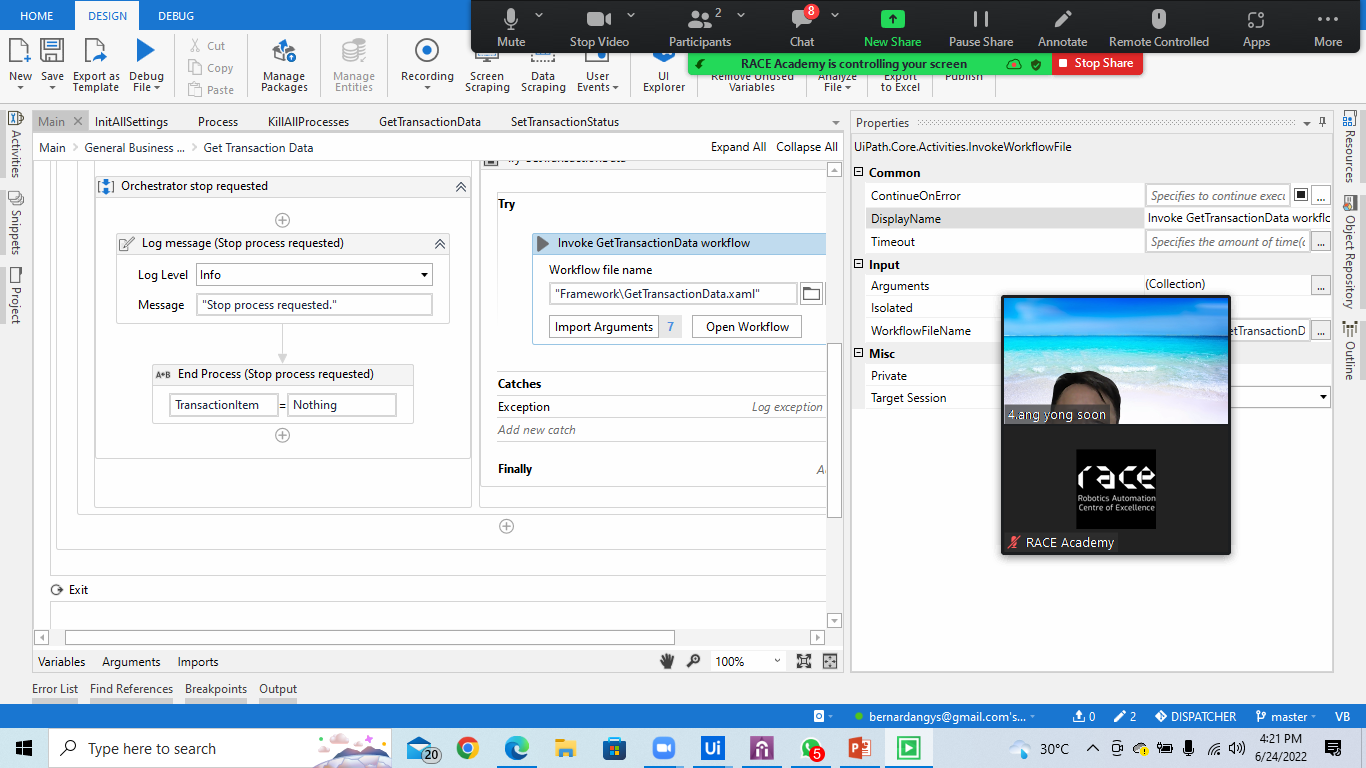 HOME DESIGN DEBUG
Mute Stop Video Participants 2 Chat 8 New Share Pause Share Annotate Remote Controlled Apps More
RACE Academy is controlling your screen Stop Share
New Save Export as Template Debug File Cut Copy Paste Manage Packages Manage Entities Recording Screen Scraping Data Scraping User Events UI Explorer Remove Unused Variables Analyze File Export to Excel Publish
Main InitAllSettings Process KillAllProcesses GetTransactionData SetTransactionStatus
Main General Business ... Get Transaction Data Expand All Collapse All
Activities
Snippets
Project
Orchestrator stop requested
Log message (Stop process requested)
Log Level Info
Message "Stop process requested."
End Process (Stop process requested)
A+B
TransactionItem = Nothing
Try GetTransactionData
Try
Invoke GetTransactionData workflow
Workflow file name
"Framework\GetTransactionData.xaml"
Import Arguments 7 Open Workflow
Catches
Exception Log exception
Add new catch
Finally
Exit
Variables Arguments Imports 100%
Error List Find References Breakpoints Output
Properties
UiPath.Core.Activities.InvokeWorkflowFile
Common
ContinueOnError Specifies to continue execu ...
DisplayName Invoke GetTransactionData workflc
Timeout Specifies the amount of time( ...
Input
Arguments (Collection) ...
Isolated
WorkflowFileName etTransactionD ...
Misc
Private
Target Session
4.ang yong soon
race
Robotics Automation
Centre of Excellence
RACE Academy
Resources
Object Repository
Outline
bernardangys@gmail.com's... 0 2 DISPATCHER master VB
Type here to search 20 Ui 5 30°C 4:21 PM
6/24/2022